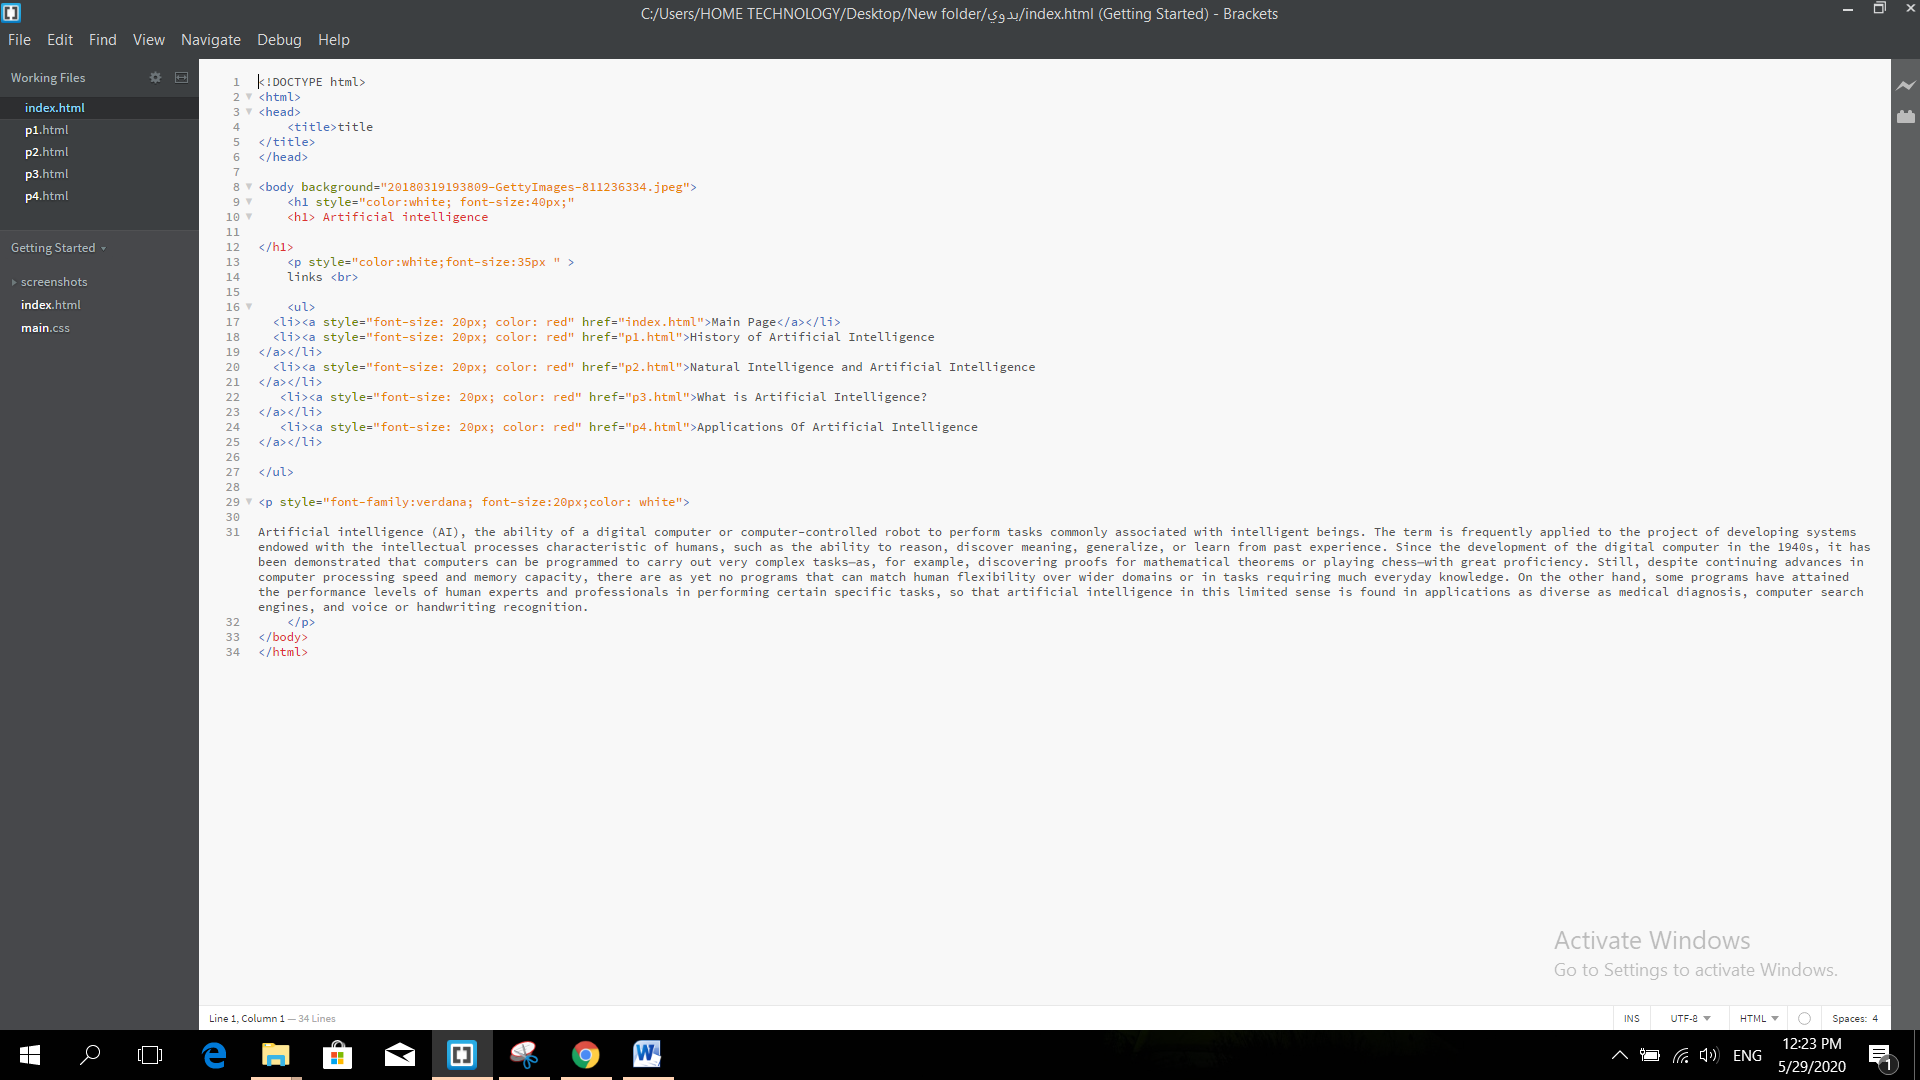 C:/Users/HOME TECHNOLOGY/Desktop/New folder/بدوي/index.html (Getting Started) - Brackets
File Edit Find View Navigate Debug Help
Working Files
index.html
p1.html
p2.html
p3.html
p4.html
Getting Started
screenshots
index.html
main.css
1 <!DOCTYPE html>
2 <html>
3 <head>
4     <title>title
5 </title>
6 </head>
7
8 <body background="20180319193809-GettyImages-811236334.jpeg">
9     <h1 style="color:white; font-size:40px;"
10     <h1> Artificial intelligence
11
12 </h1>
13     <p style="color:white;font-size:35px " >
14     links <br>
15
16     <ul>
17   <li><a style="font-size: 20px; color: red" href="index.html">Main Page</a></li>
18   <li><a style="font-size: 20px; color: red" href="p1.html">History of Artificial Intelligence
19 </a></li>
20   <li><a style="font-size: 20px; color: red" href="p2.html">Natural Intelligence and Artificial Intelligence
21 </a></li>
22    <li><a style="font-size: 20px; color: red" href="p3.html">What is Artificial Intelligence?
23 </a></li>
24    <li><a style="font-size: 20px; color: red" href="p4.html">Applications Of Artificial Intelligence
25 </a></li>
26
27 </ul>
28
29 <p style="font-family:verdana; font-size:20px;color: white">
30
31 Artificial intelligence (AI), the ability of a digital computer or computer-controlled robot to perform tasks commonly associated with intelligent beings. The term is frequently applied to the project of developing systems
endowed with the intellectual processes characteristic of humans, such as the ability to reason, discover meaning, generalize, or learn from past experience. Since the development of the digital computer in the 1940s, it has
been demonstrated that computers can be programmed to carry out very complex tasks—as, for example, discovering proofs for mathematical theorems or playing chess—with great proficiency. Still, despite continuing advances in
computer processing speed and memory capacity, there are as yet no programs that can match human flexibility over wider domains or in tasks requiring much everyday knowledge. On the other hand, some programs have attained
the performance levels of human experts and professionals in performing certain specific tasks, so that artificial intelligence in this limited sense is found in applications as diverse as medical diagnosis, computer search
engines, and voice or handwriting recognition.
32     </p>
33 </body>
34 </html>
Activate Windows
Go to Settings to activate Windows.
Line 1, Column 1 — 34 Lines
INS UTF-8 HTML Spaces: 4
ENG
12:23 PM
5/29/2020
1